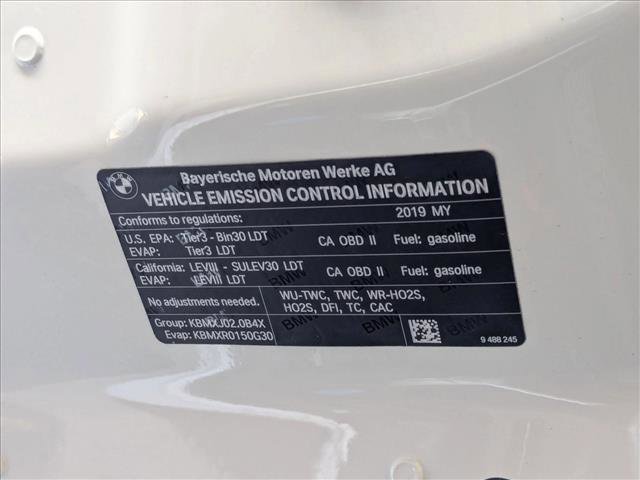 Bayerische Motoren Werke AG
VEHICLE EMISSION CONTROL INFORMATION
Conforms to regulations: 2019 MY
U.S. EPA: Tier3 - Bin30 LDT CA OBD II Fuel: gasoline
EVAP: Tier3 LDT
California: LEVIII - SULEV30 LDT CA OBD II Fuel: gasoline
EVAP: LEVIII LDT
No adjustments needed. WU-TWC, TWC, WR-HO2S,
HO2S, DFI, TC, CAC
Group: KBMXJ02.0B4X
Evap: KBMXR0150G30
9 488 245